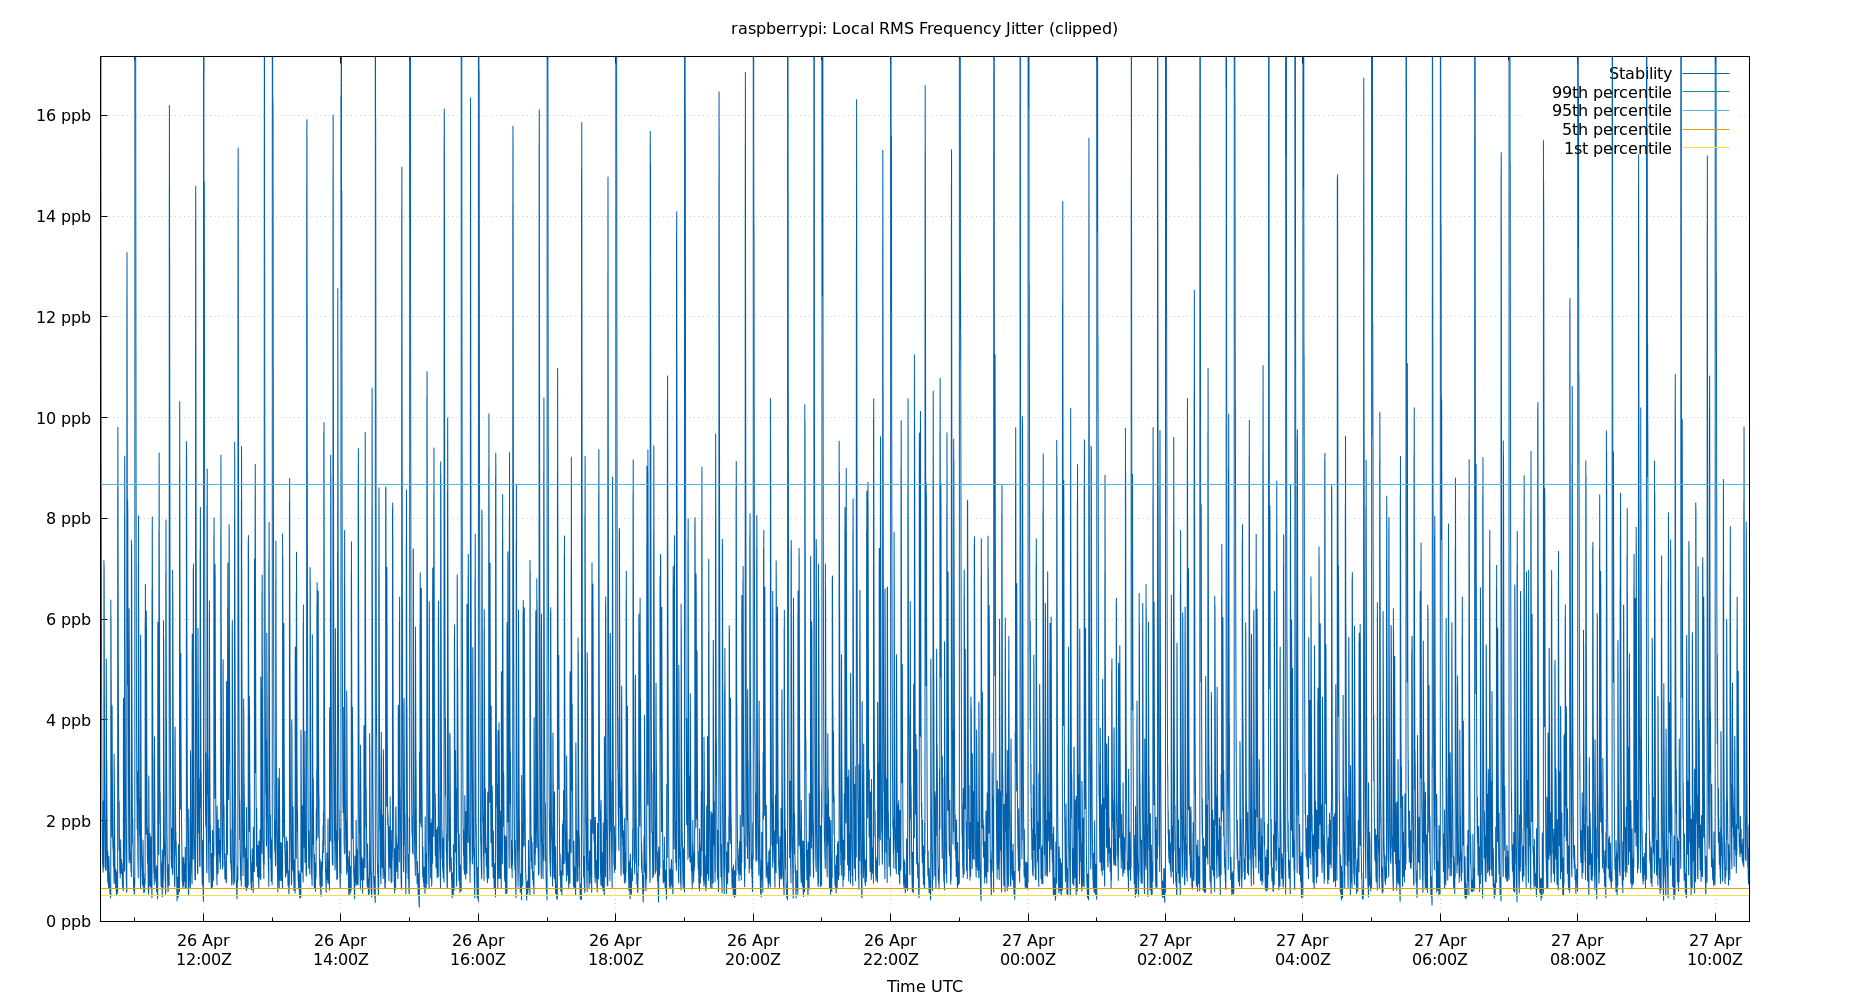 raspberrypi: Local RMS Frequency Jitter (clipped)
Stability
99th percentile
95th percentile
5th percentile
1st percentile
16 ppb
14 ppb
12 ppb
10 ppb
8 ppb
6 ppb
4 ppb
2 ppb
0 ppb
26 Apr 26 Apr 26 Apr 26 Apr 26 Apr 26 Apr 27 Apr 27 Apr 27 Apr 27 Apr 27 Apr 27 Apr
12:00Z 14:00Z 16:00Z 18:00Z 20:00Z 22:00Z 00:00Z 02:00Z 04:00Z 06:00Z 08:00Z 10:00Z
Time UTC